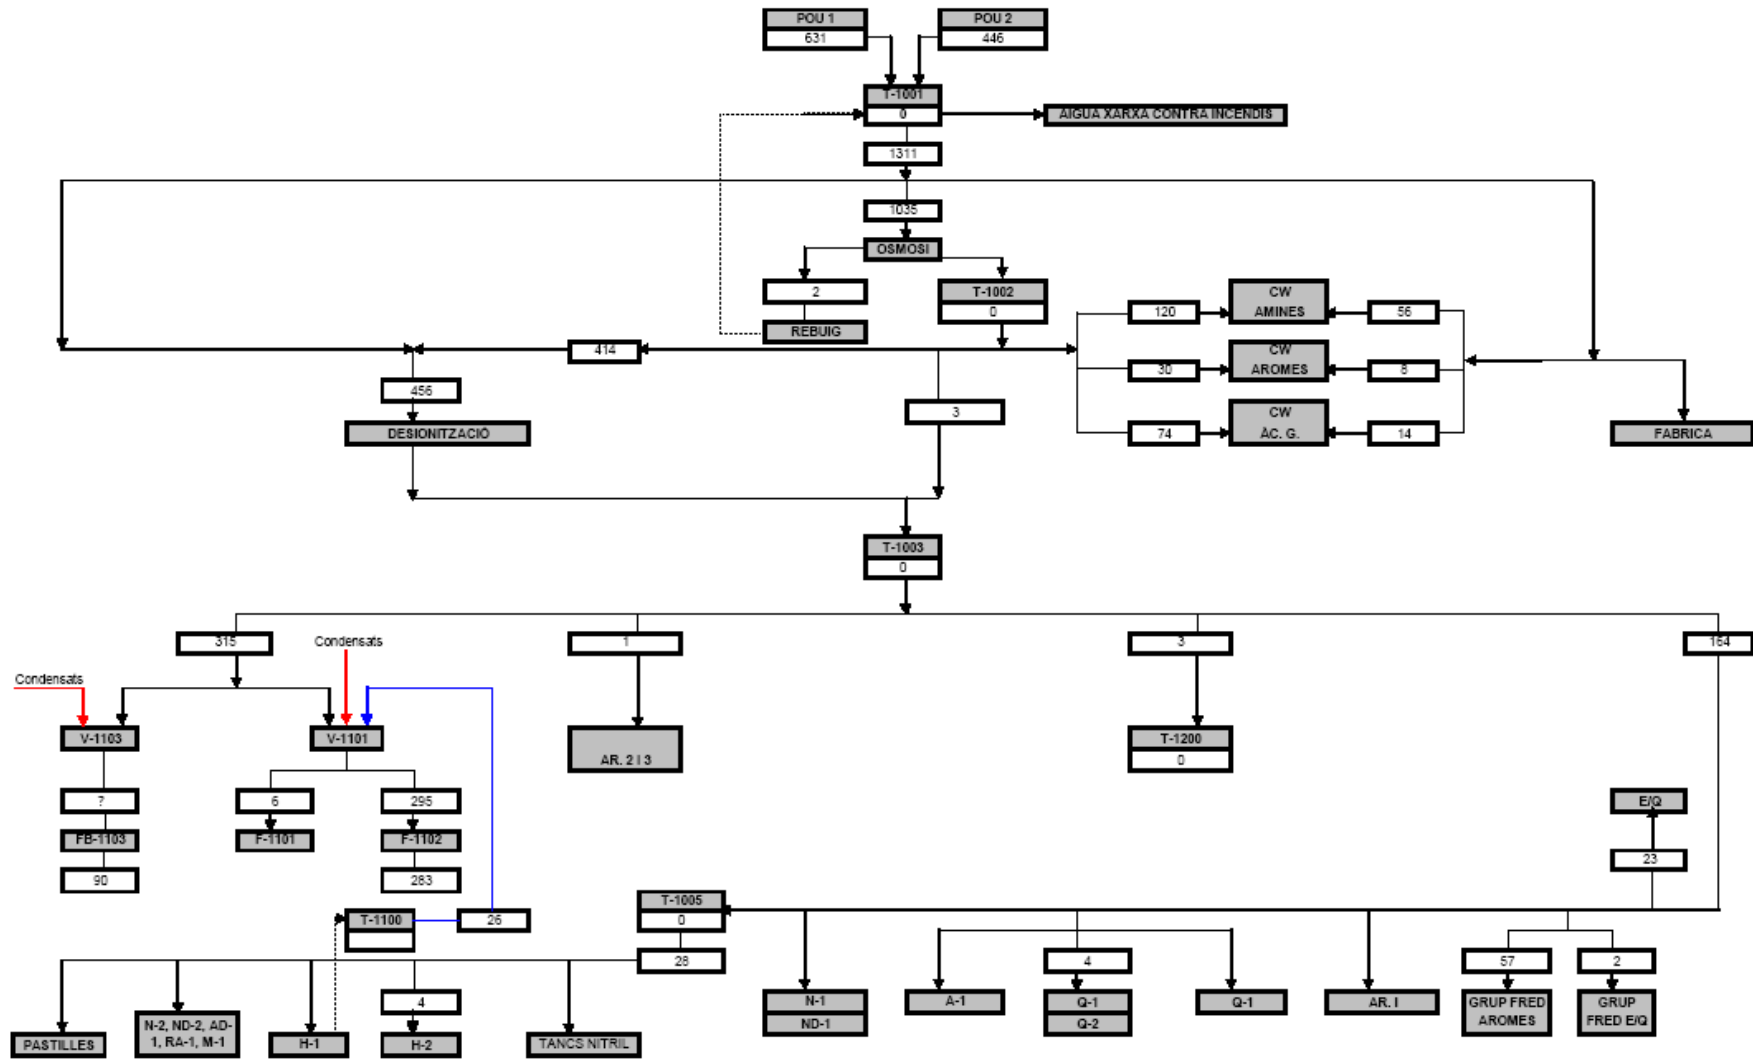 POU 1
POU 2
631
446
T-1001
0
AIGUA XARXA CONTRA INCENDIS
1311
1035
OSMOSI
2
T-1002
0
REBUIG
CW
AMINES
120
56
414
CW
AROMES
30
8
456
3
CW
ÀC. G.
74
14
DESIONITZACIÓ
FABRICA
T-1003
0
315
Condensats
1
3
164
Condensats
V-1103
V-1101
AR. 2 I 3
T-1200
0
?
6
295
E/Q
FB-1103
F-1101
F-1102
23
90
283
T-1005
0
T-1100
26
28
4
57
2
4
N-1
ND-1
A-1
Q-1
Q-2
Q-1
AR. I
GRUP FRED
AROMES
GRUP
FRED E/Q
PASTILLES
N-2, ND-2, AD-
1, RA-1, M-1
H-1
H-2
TANCS NITRIL